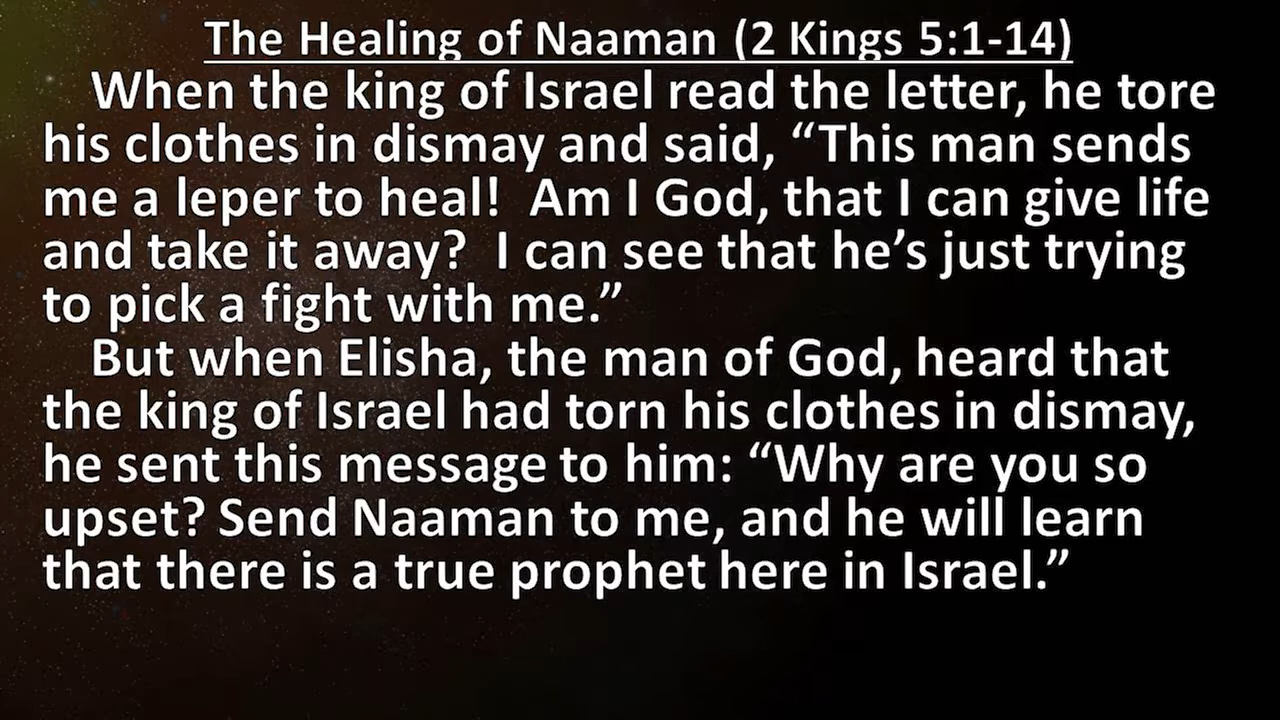 The Healing of Naaman (2 Kings 5:1-14)
When the king of Israel read the letter, he tore
his clothes in dismay and said, “This man sends
me a leper to heal!  Am I God, that I can give life
and take it away?  I can see that he’s just trying
to pick a fight with me.”
But when Elisha, the man of God, heard that
the king of Israel had torn his clothes in dismay,
he sent this message to him: “Why are you so
upset? Send Naaman to me, and he will learn
that there is a true prophet here in Israel.”